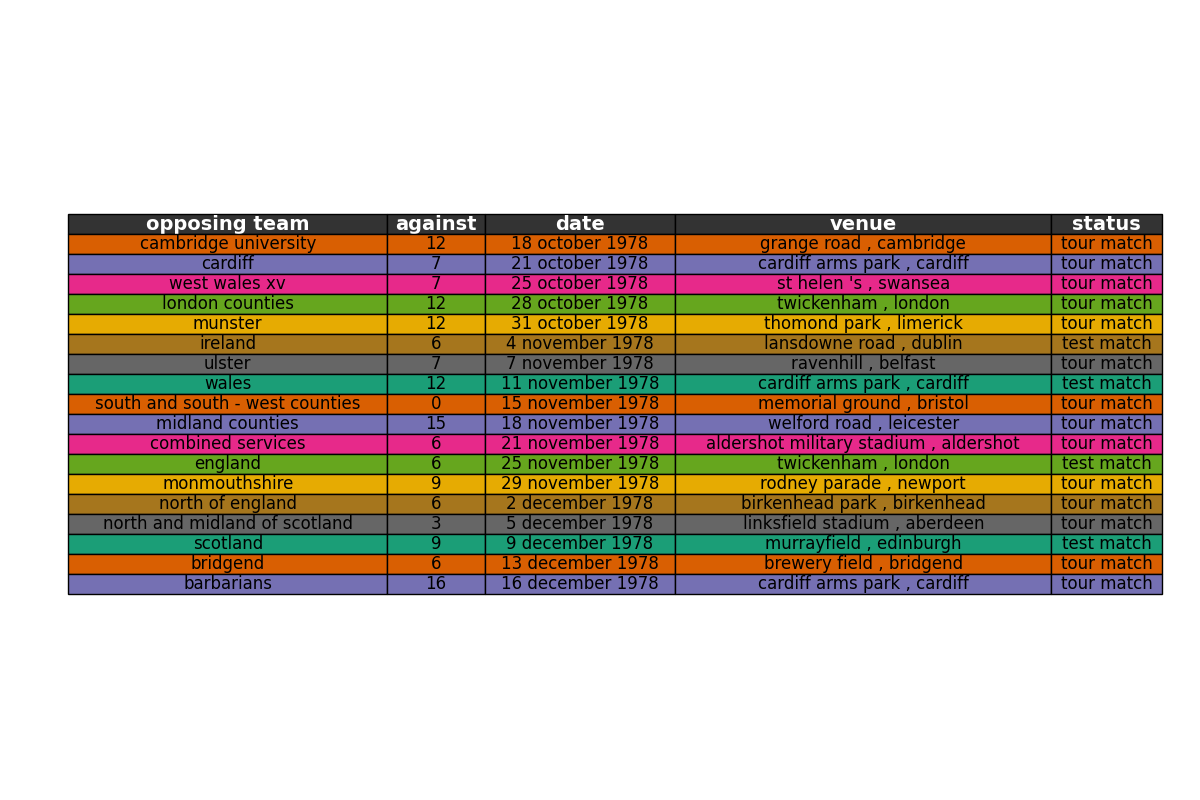 opposing team against date venue status
cambridge university 12 18 october 1978 grange road , cambridge tour match
cardiff 7 21 october 1978 cardiff arms park , cardiff tour match
west wales xv 7 25 october 1978 st helen 's , swansea tour match
london counties 12 28 october 1978 twickenham , london tour match
munster 12 31 october 1978 thomond park , limerick tour match
ireland 6 4 november 1978 lansdowne road , dublin test match
ulster 7 7 november 1978 ravenhill , belfast tour match
wales 12 11 november 1978 cardiff arms park , cardiff test match
south and south - west counties 0 15 november 1978 memorial ground , bristol tour match
midland counties 15 18 november 1978 welford road , leicester tour match
combined services 6 21 november 1978 aldershot military stadium , aldershot tour match
england 6 25 november 1978 twickenham , london test match
monmouthshire 9 29 november 1978 rodney parade , newport tour match
north of england 6 2 december 1978 birkenhead park , birkenhead tour match
north and midland of scotland 3 5 december 1978 linksfield stadium , aberdeen tour match
scotland 9 9 december 1978 murrayfield , edinburgh test match
bridgend 6 13 december 1978 brewery field , bridgend tour match
barbarians 16 16 december 1978 cardiff arms park , cardiff tour match